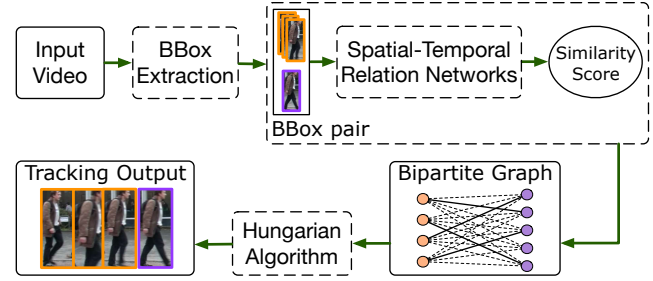 Input
Video
BBox
Extraction
BBox pair
Spatial-Temporal
Relation Networks
Similarity
Score
Tracking Output
Hungarian
Algorithm
Bipartite Graph